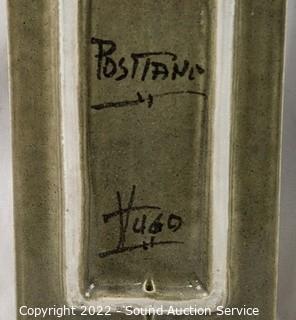 POSITANO
HUGO
Copyright ©2022 - Sound Auction Service